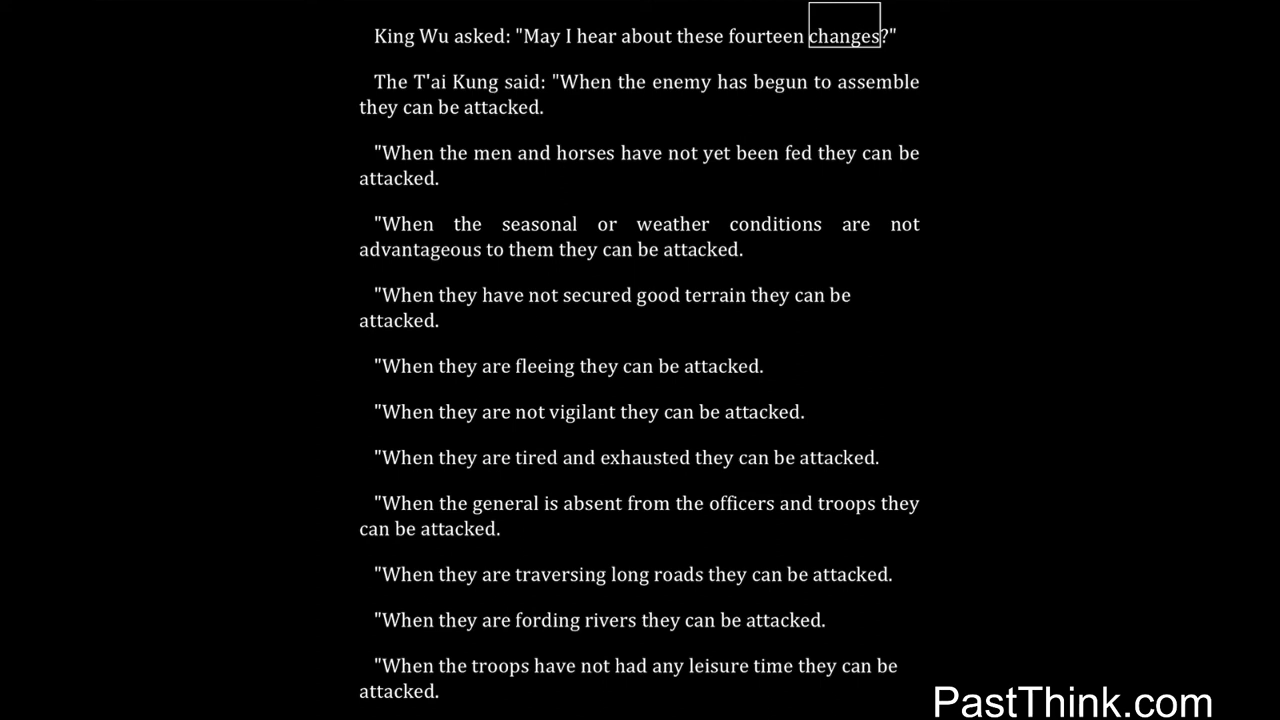 King Wu asked: "May I hear about these fourteen changes?"
The T'ai Kung said: "When the enemy has begun to assemble
they can be attacked.
"When the men and horses have not yet been fed they can be
attacked.
"When the seasonal or weather conditions are not
advantageous to them they can be attacked.
"When they have not secured good terrain they can be
attacked.
"When they are fleeing they can be attacked.
"When they are not vigilant they can be attacked.
"When they are tired and exhausted they can be attacked.
"When the general is absent from the officers and troops they
can be attacked.
"When they are traversing long roads they can be attacked.
"When they are fording rivers they can be attacked.
"When the troops have not had any leisure time they can be
attacked.
PastThink.com